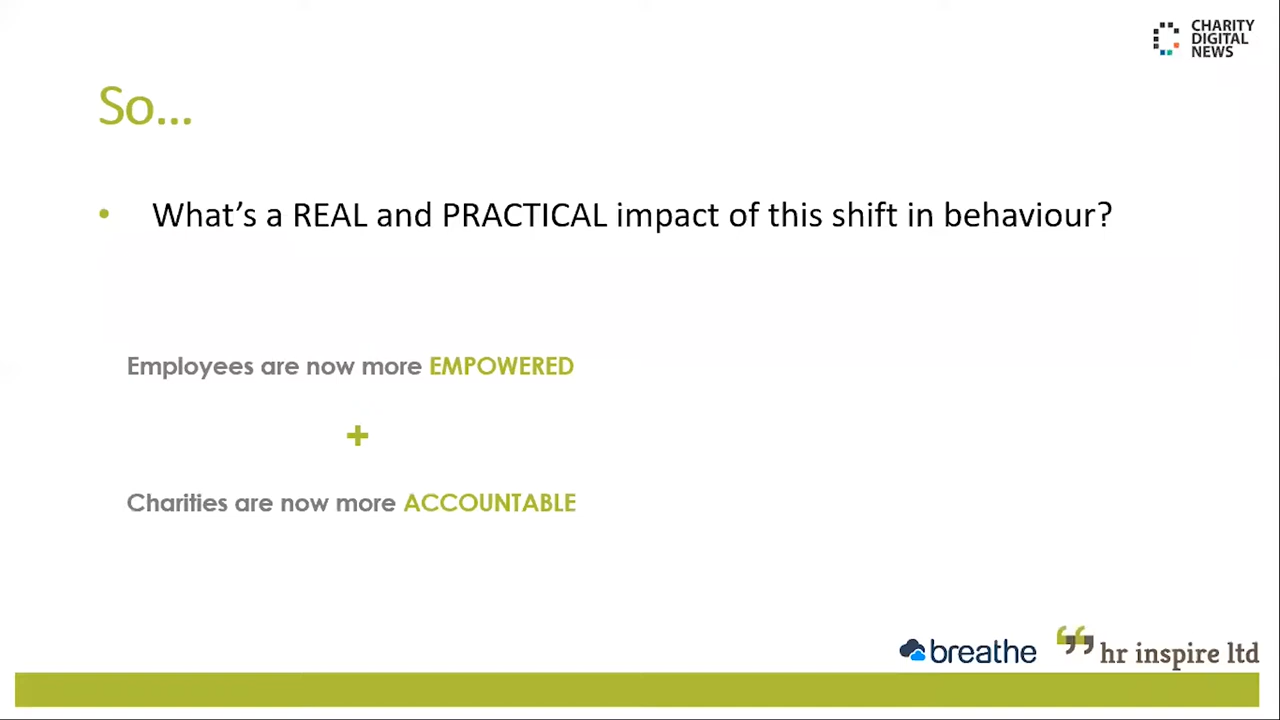 CHARITY
DIGITAL
NEWS
So...
• What's a REAL and PRACTICAL impact of this shift in behaviour?
Employees are now more EMPOWERED
+
Charities are now more ACCOUNTABLE
breathe
hr inspire ltd